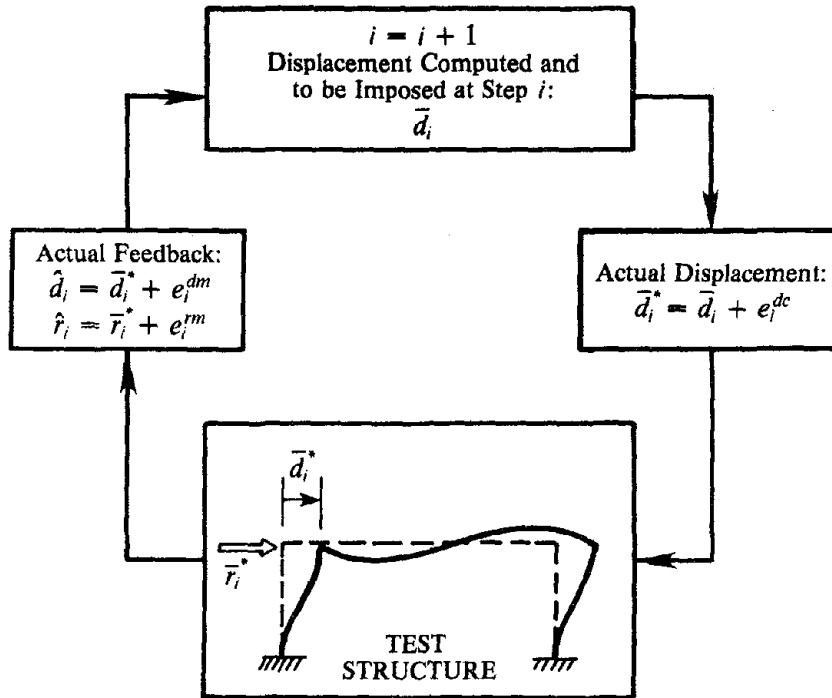 i = i + 1
Displacement Computed and
to be Imposed at Step i:
d̄ᵢ
Actual Feedback:
d̂ᵢ = d̄ᵢ* + eᵢᵈᵐ
r̂ᵢ = r̄ᵢ* + eᵢʳᵐ
Actual Displacement:
d̄ᵢ* = d̄ᵢ + eᵢᵈᶜ
d̄ᵢ*
r̄ᵢ*
TEST
STRUCTURE